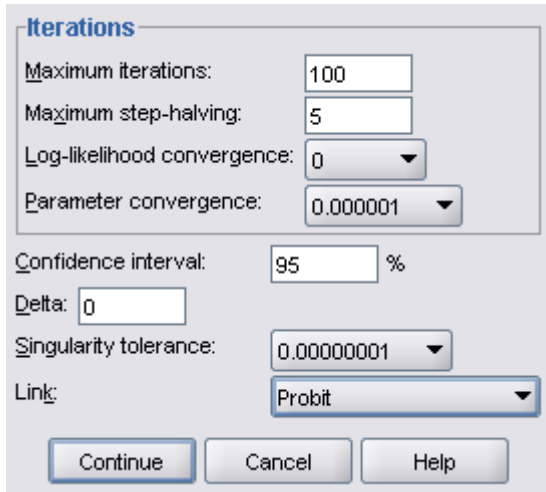 Iterations
Maximum iterations: 100
Maximum step-halving: 5
Log-likelihood convergence: 0
Parameter convergence: 0.000001
Confidence interval: 95 %
Delta: 0
Singularity tolerance: 0.00000001
Link: Probit
Continue Cancel Help